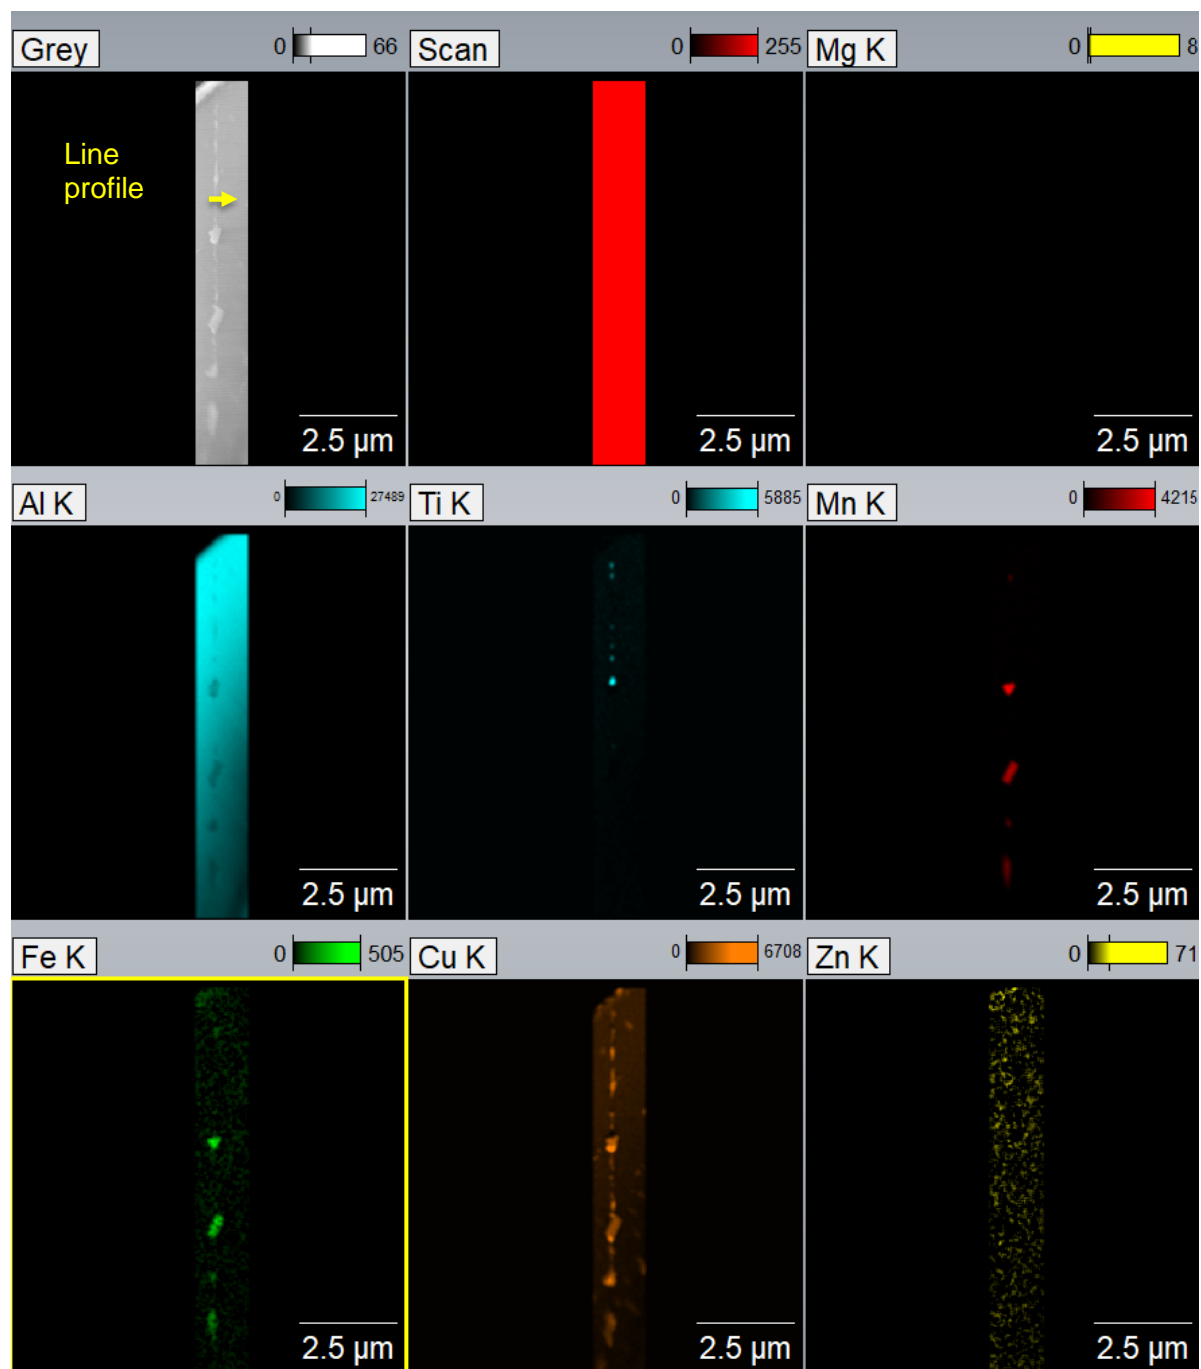 Grey 0 66
Scan 0 255
Mg K 0 8
Line
profile
2.5 µm
2.5 µm
2.5 µm
Al K 0 27489
Ti K 0 5885
Mn K 0 4215
2.5 µm
2.5 µm
2.5 µm
Fe K 0 505
Cu K 0 6708
Zn K 0 71
2.5 µm
2.5 µm
2.5 µm